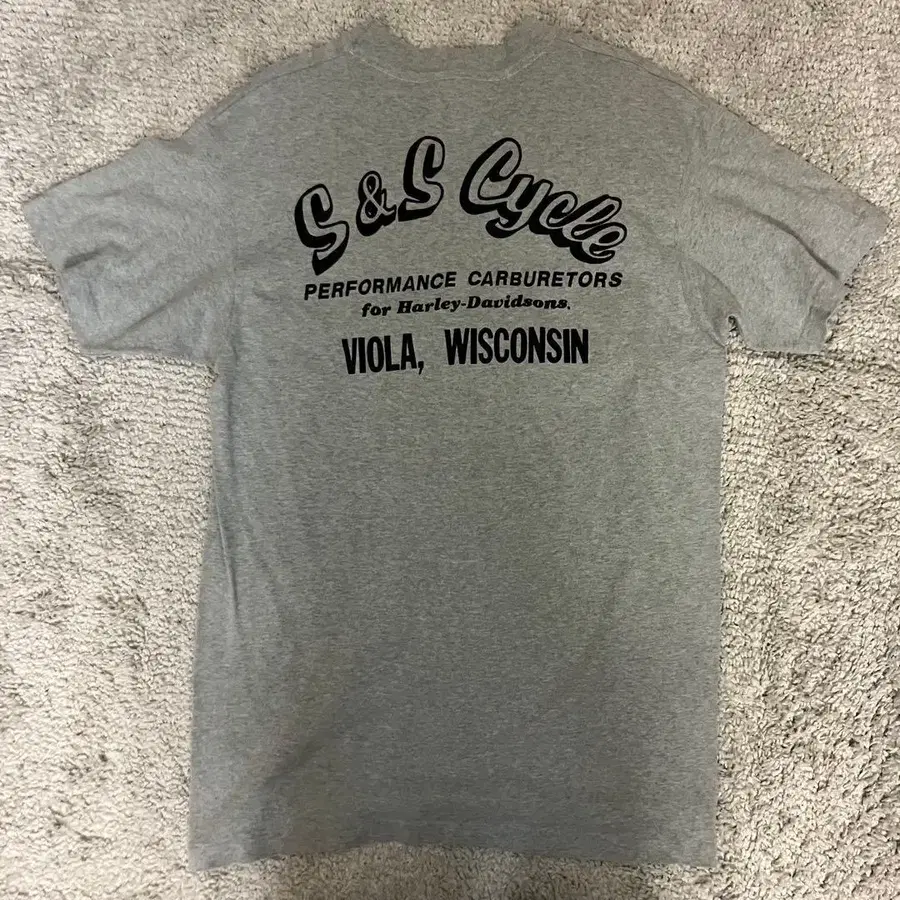 S & S Cycle
PERFORMANCE CARBURETORS
for Harley-Davidsons.
VIOLA, WISCONSIN